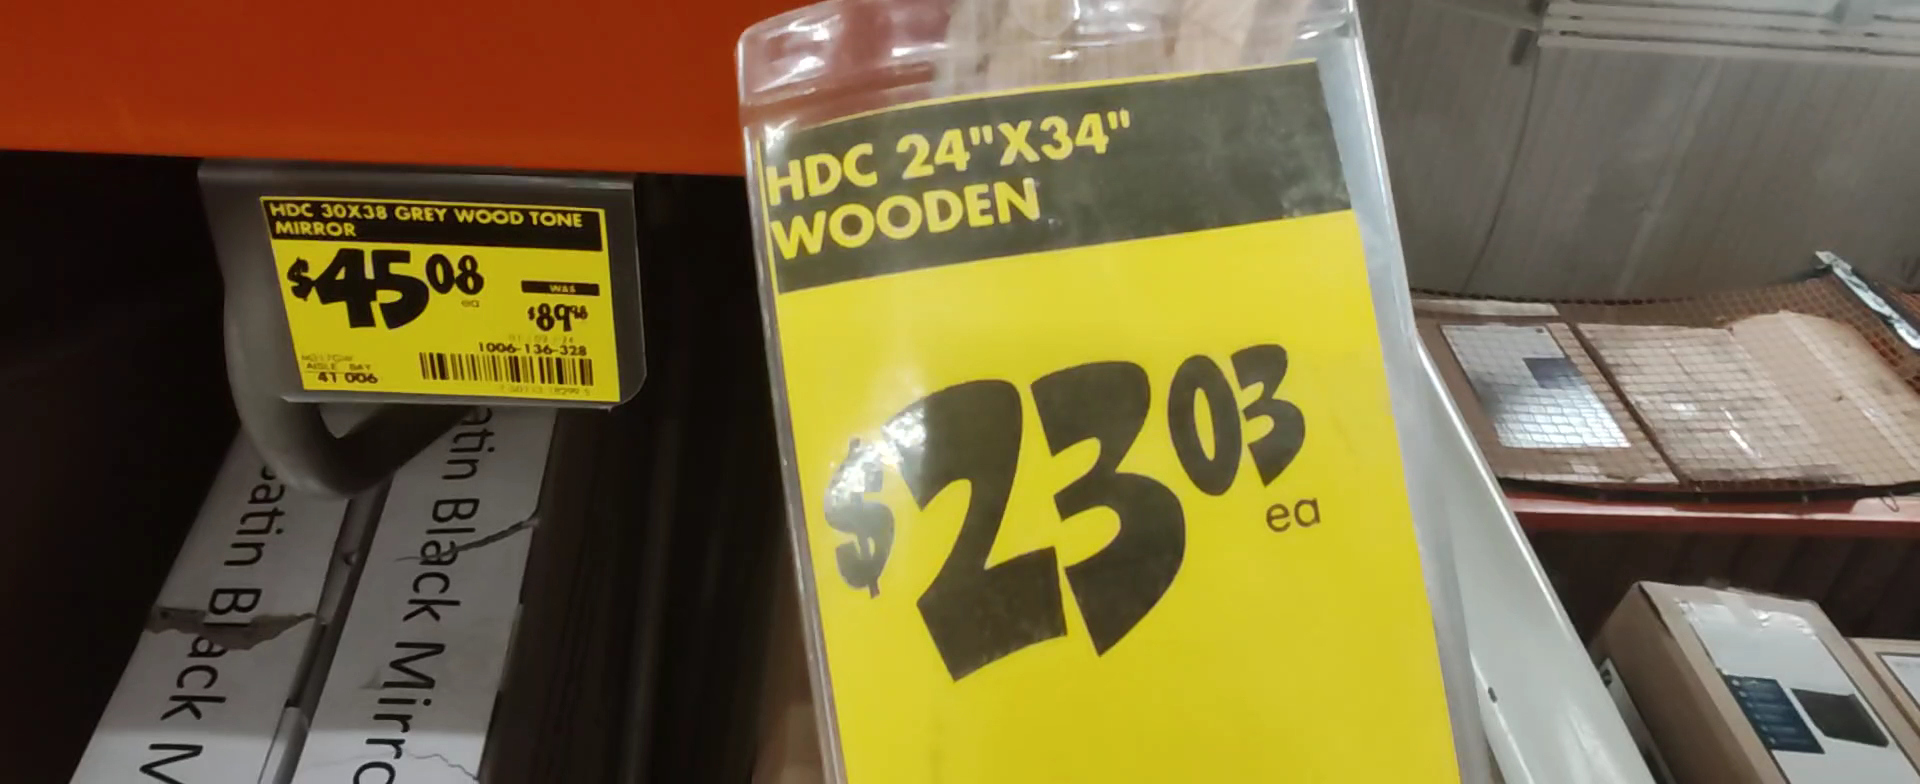 HDC 30X38 GREY WOOD TONE
MIRROR
$45 08
ea
WAS
$89 98
1006-136-328
AISLE BAY
41 006
HDC 24"X34"
WOODEN
$23 03
ea
atin Black M
atin Black Mirro